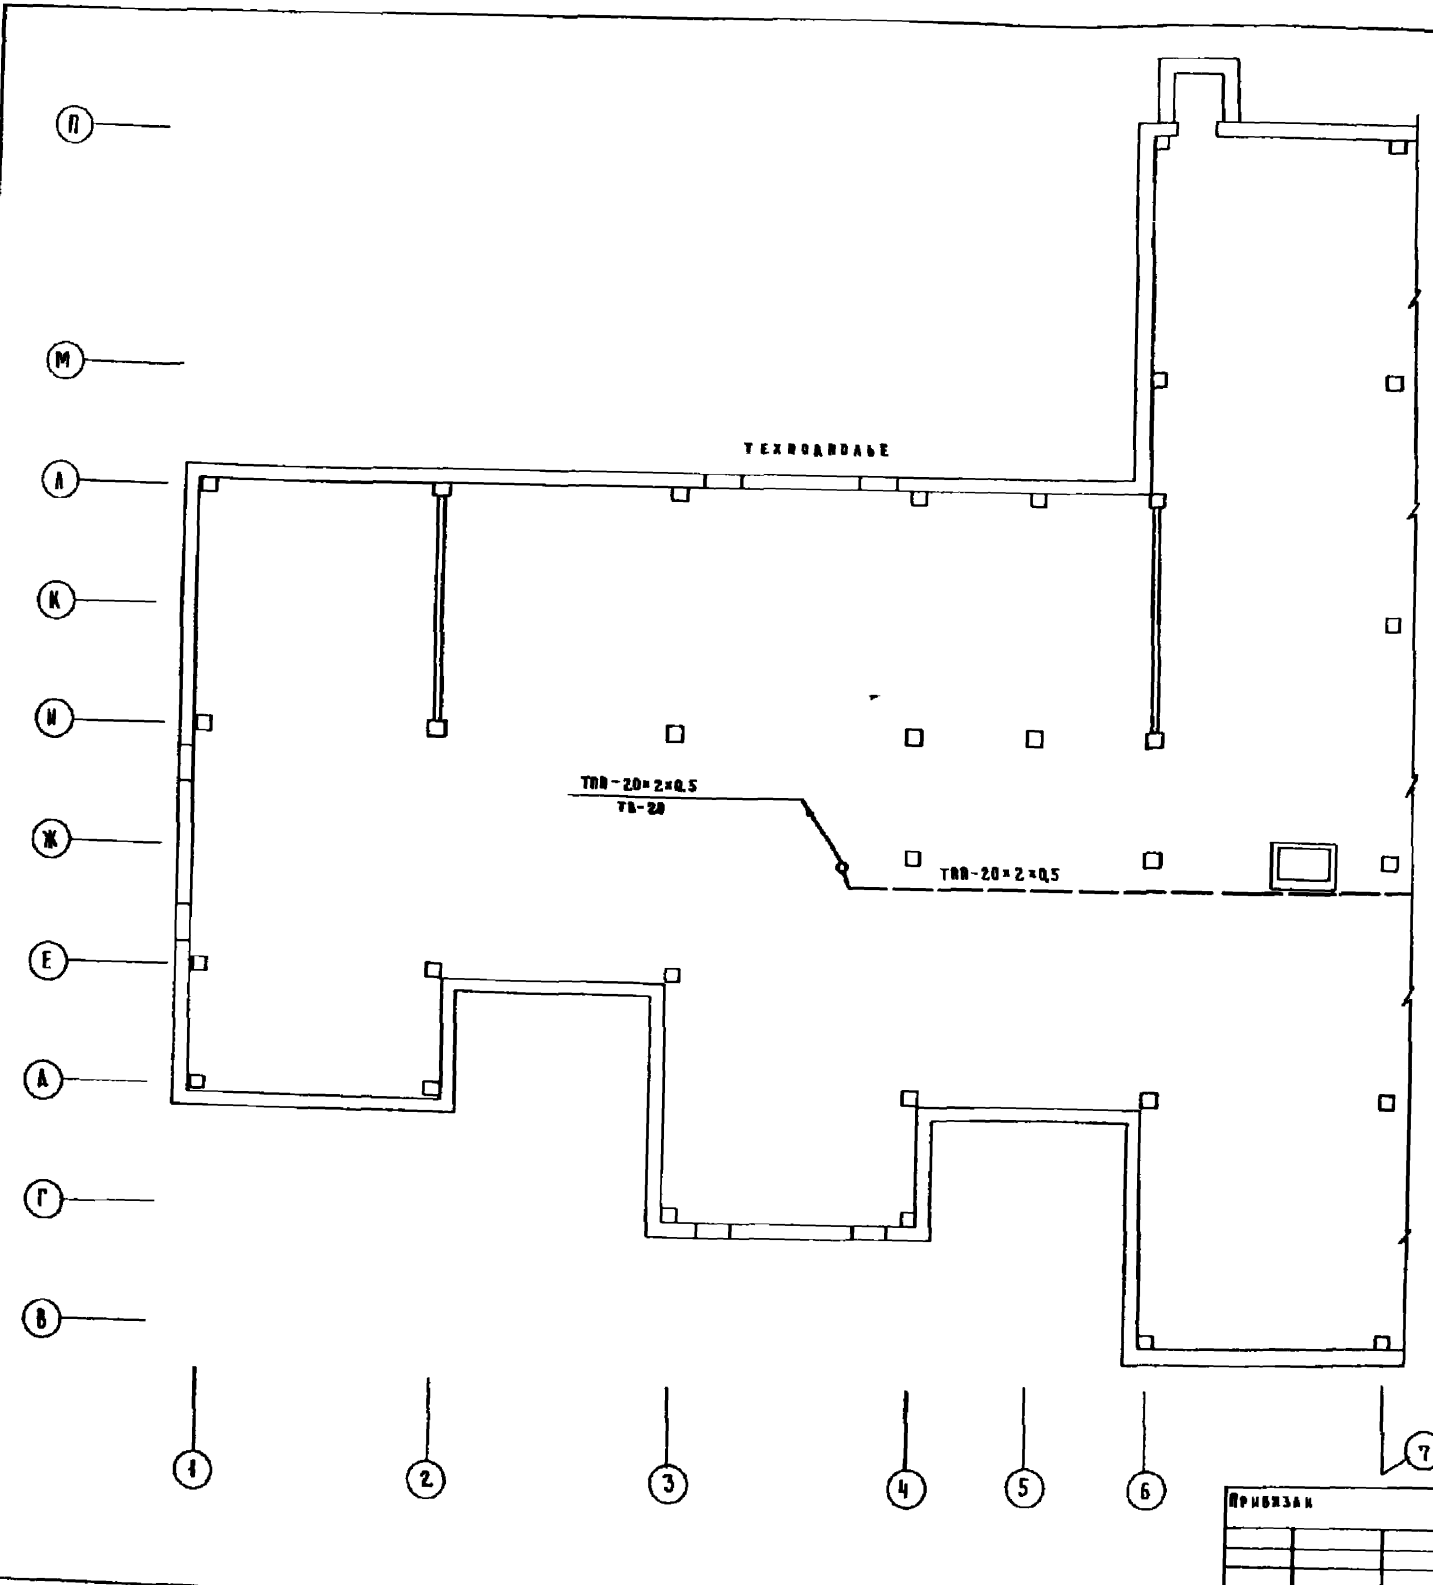 П
М
ТЕХПОДПОЛЬЕ
Л
К
И
ТПП-20×2×0,5
ТВ-20
Ж
ТПП-20×2×0,5
Е
Д
Г
В
1
2
3
4
5
6
7
ПРИВЯЗАН